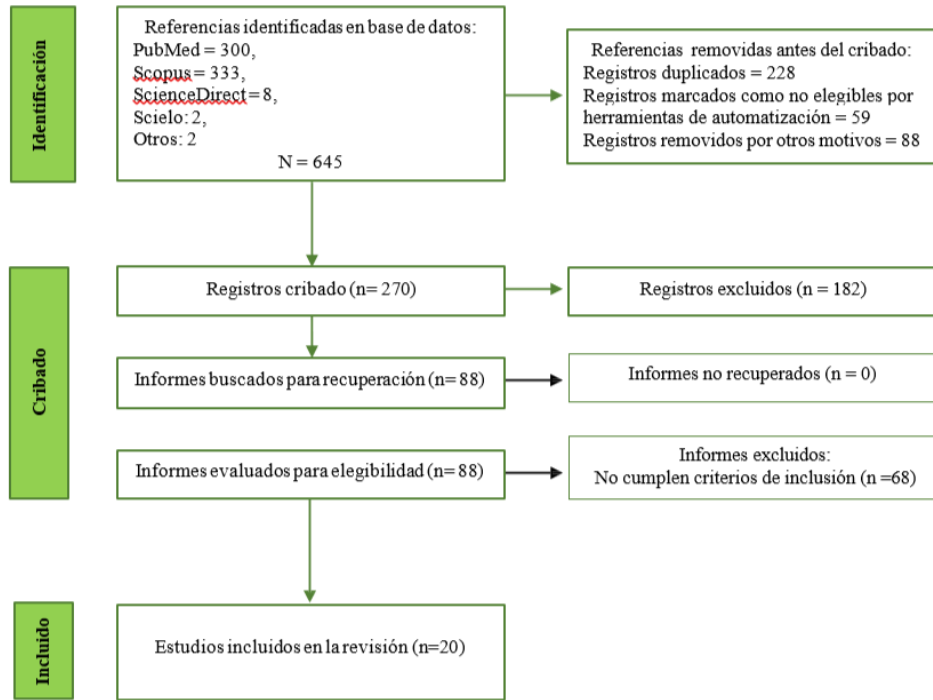 Identificación
Referencias identificadas en base de datos:
PubMed = 300,
Scopus = 333,
ScienceDirect = 8,
Scielo: 2,
Otros: 2
N = 645
Referencias removidas antes del cribado:
Registros duplicados = 228
Registros marcados como no elegibles por
herramientas de automatización = 59
Registros removidos por otros motivos = 88
Cribado
Registros cribado (n= 270)
Registros excluidos (n = 182)
Informes buscados para recuperación (n=88)
Informes no recuperados (n = 0)
Informes evaluados para elegibilidad (n=88)
Informes excluidos:
No cumplen criterios de inclusión (n =68)
Incluido
Estudios incluidos en la revisión (n=20)